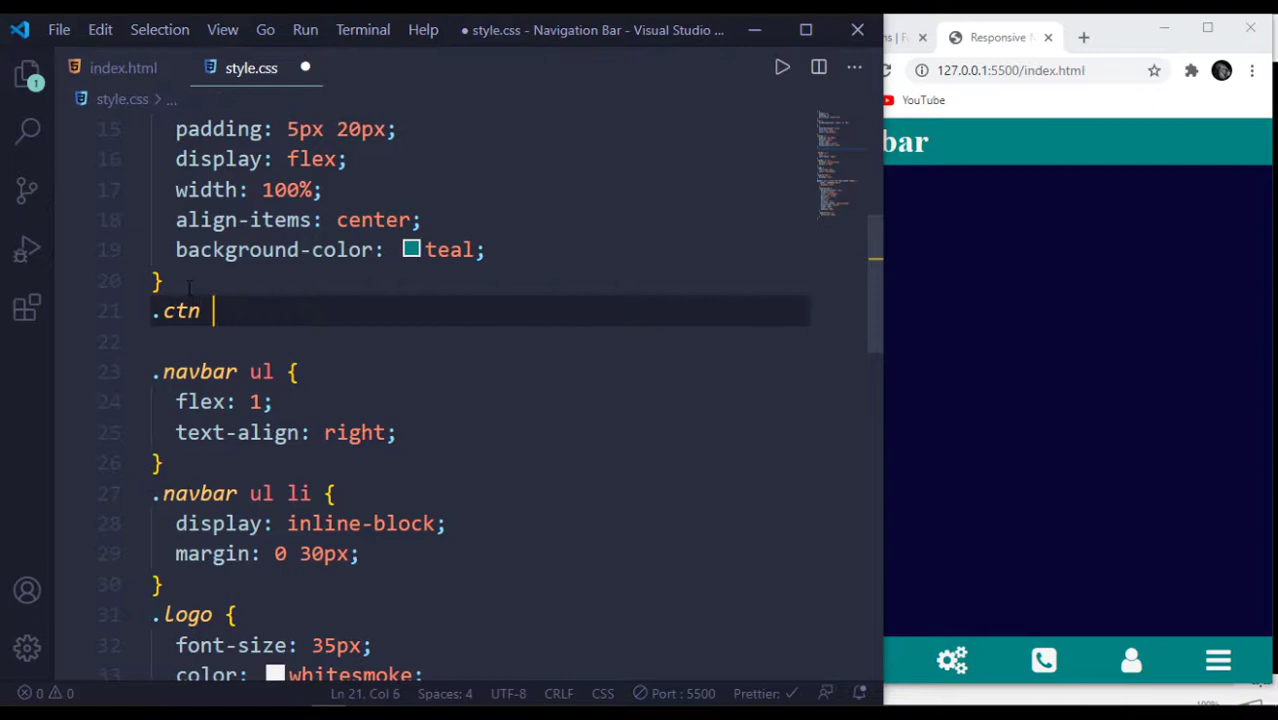 File Edit Selection View Go Run Terminal Help ● style.css - Navigation Bar - Visual Studio ...
index.html style.css ●
style.css > ...
15 padding: 5px 20px;
16 display: flex;
17 width: 100%;
18 align-items: center;
19 background-color: teal;
20 }
21 .ctn
22
23 .navbar ul {
24 flex: 1;
25 text-align: right;
26 }
27 .navbar ul li {
28 display: inline-block;
29 margin: 0 30px;
30 }
31 .logo {
32 font-size: 35px;
33 color: whitesmoke;
1
0 0 Ln 21, Col 6 Spaces: 4 UTF-8 CRLF CSS Port : 5500 Prettier: ✓
Responsive
127.0.0.1:5500/index.html
YouTube
bar
100%